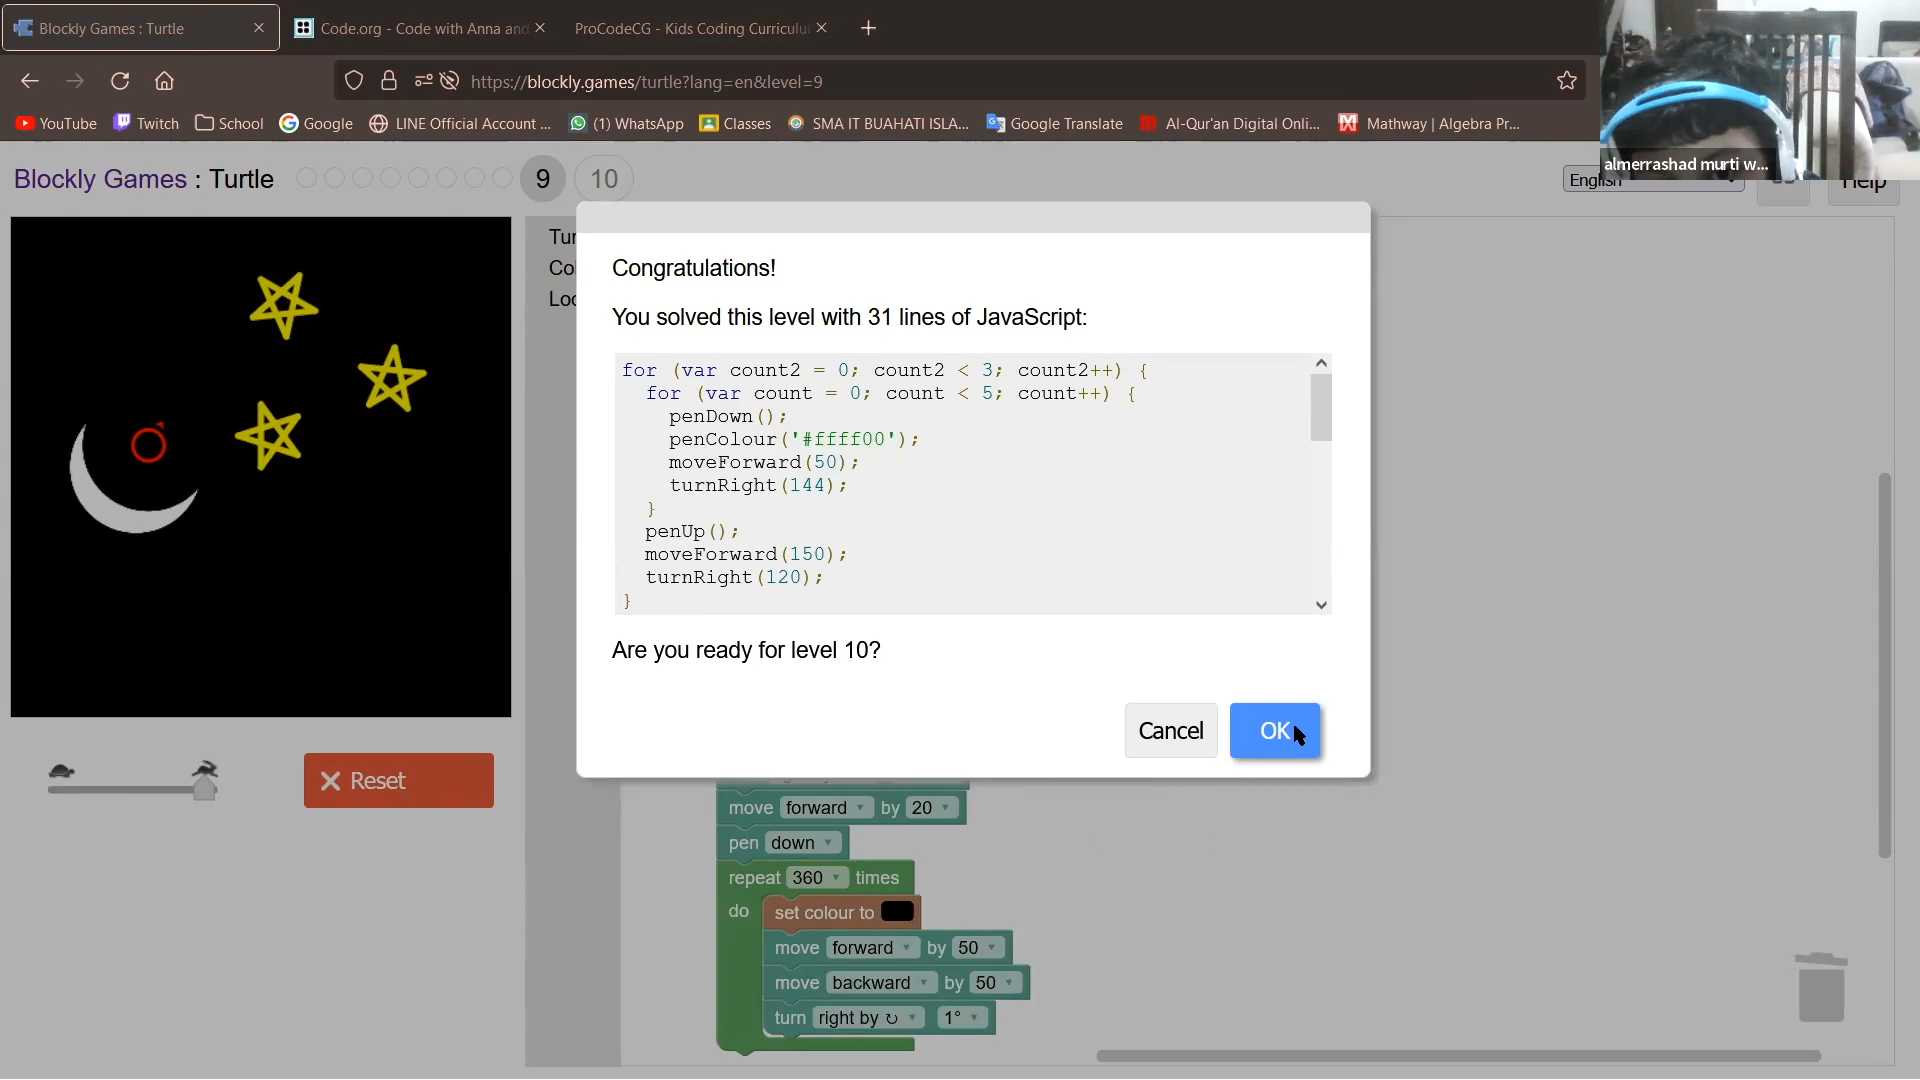 Blockly Games : Turtle
Code.org - Code with Anna and
ProCodeCG - Kids Coding Curriculu
https://blockly.games/turtle?lang=en&level=9
YouTube
Twitch
School
Google
LINE Official Account ...
(1) WhatsApp
Classes
SMA IT BUAHATI ISLA...
Google Translate
Al-Qur'an Digital Onli...
Mathway | Algebra Pr...
almerrashad murti w...
Blockly Games : Turtle
9
10
English
Help
Tur
Col
Loo
Congratulations!
You solved this level with 31 lines of JavaScript:
for (var count2 = 0; count2 < 3; count2++) {
for (var count = 0; count < 5; count++) {
penDown();
penColour('#ffff00');
moveForward(50);
turnRight(144);
}
penUp();
moveForward(150);
turnRight(120);
}
Are you ready for level 10?
Cancel
OK
Reset
move forward by 20
pen down
repeat 360 times
do
set colour to
move forward by 50
move backward by 50
turn right by ↻ 1°